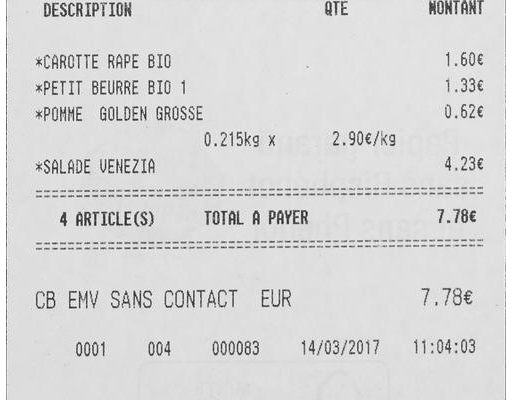 DESCRIPTION QTE MONTANT
*CAROTTE RAPE BIO 1.60€
*PETIT BEURRE BIO 1 1.33€
*POMME GOLDEN GROSSE 0.62€
0.215kg x 2.90€/kg
*SALADE VENEZIA 4.23€
==================================================
4 ARTICLE(S) TOTAL A PAYER 7.78€
==================================================
CB EMV SANS CONTACT EUR 7.78€
0001 004 000083 14/03/2017 11:04:03